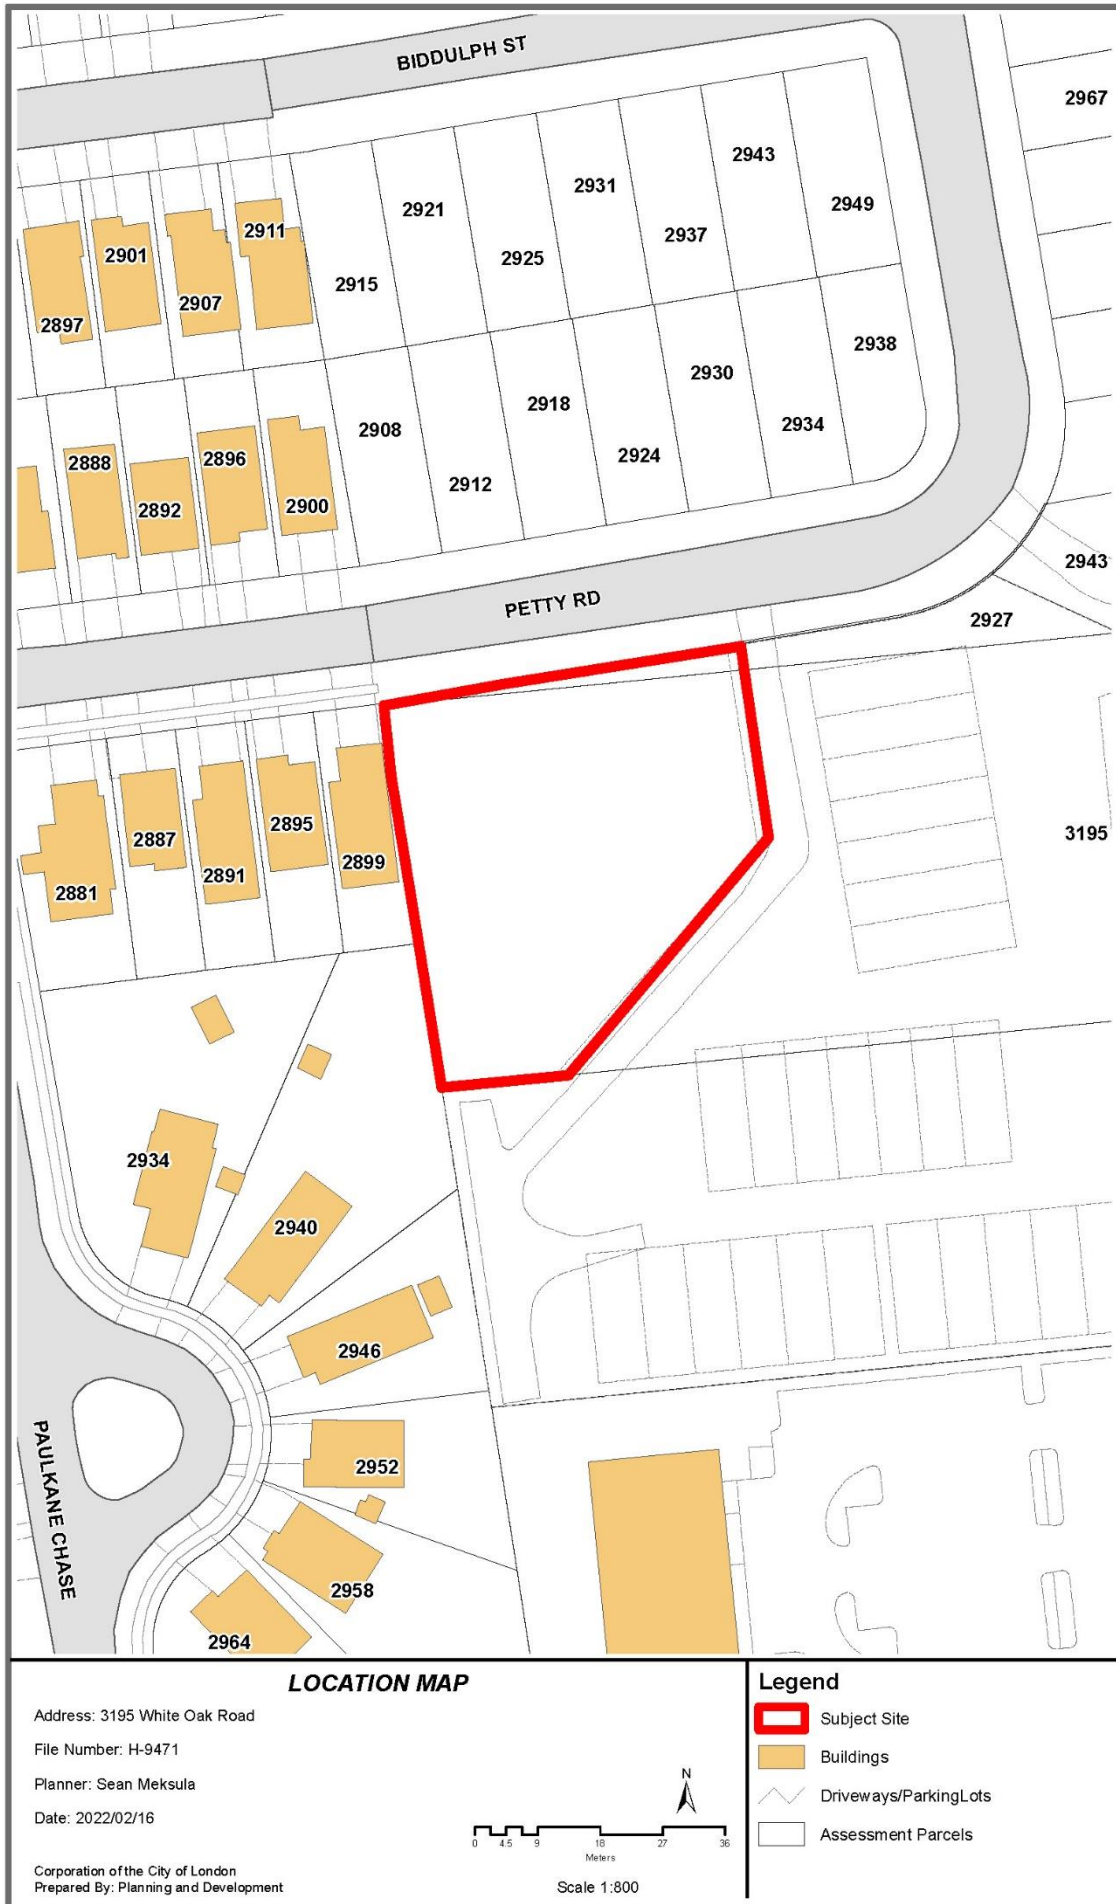 BIDDULPH ST
2967
2943
2931
2949
2921
2911
2937
2901
2925
2915
2907
2897
2938
2930
2918
2908
2934
2888
2896
2924
2912
2900
2892
2943
PETTY RD
2927
3195
2895
2887
2899
2891
2881
2934
2940
2946
PAULKANE CHASE
2952
2958
2964
LOCATION MAP
Address: 3195 White Oak Road
File Number: H-9471
Planner: Sean Meksula
Date: 2022/02/16
Corporation of the City of London
Prepared By: Planning and Development
N
0 4.5 9 18 27 36
Meters
Scale 1:800
Legend
Subject Site
Buildings
Driveways/ParkingLots
Assessment Parcels